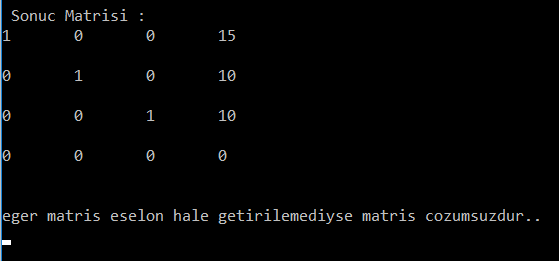 Sonuc Matrisi :
1 0 0 15
0 1 0 10
0 0 1 10
0 0 0 0
eger matris eselon hale getirilemediyse matris cozumsuzdur..